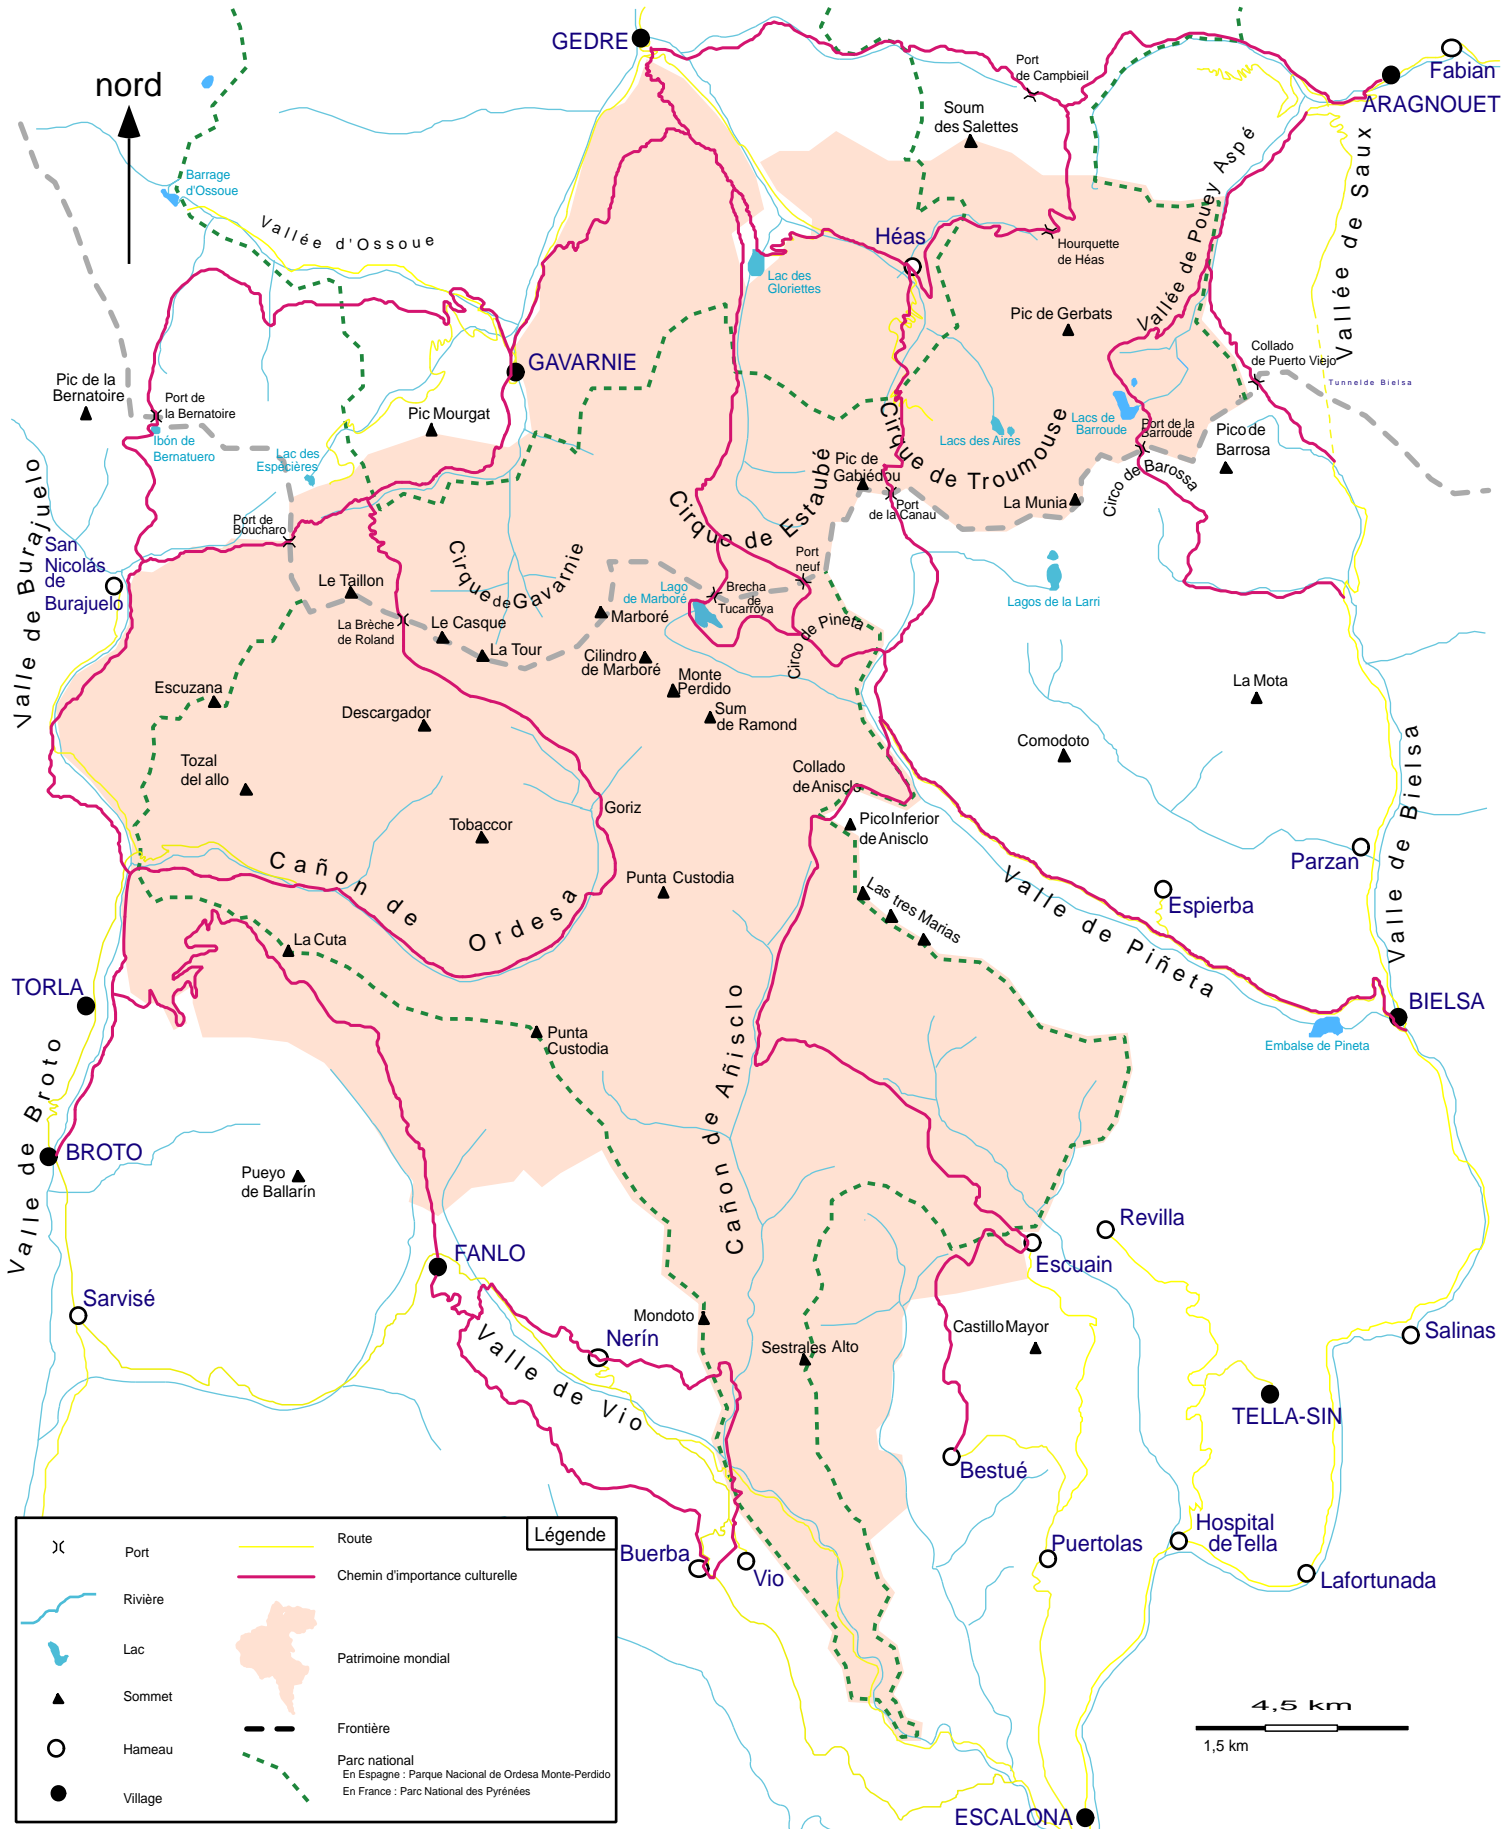 GEDRE
nord
Port
de Campbieil
Fabian
ARAGNOUET
Soum
des Salettes
Barrage
d'Ossoue
Vallée d'Ossoue
Héas
Hourquette
de Héas
Vallée de Pouey Aspé
Vallée de Saux
Lac des
Gloriettes
Pic de Gerbats
Collado
de Puerto Viejo
Tunnelde Bielsa
GAVARNIE
Pic de la
Bernatoire
Port de
la Bernatoire
Pic Mourgat
Ibón de
Bernatuero
Lac des
Especières
Cirque de Troumouse
Lacs des Aires
Lacs de
Barroude
Port de la
Barroude
Pico de
Barrosa
Pic de
Gabiédou
Cirque de Estaubé
Port
de la Canau
La Munia
Circo de Barossa
Valle de Burajuelo
Port de
Boucharo
San
Nicolás
de
Burajuelo
Cirque de Gavarnie
Port
neuf
Le Taillon
Lago
de Marboré
Brecha
de
Tucarroya
Lagos de la Larri
La Brèche
de Roland
Le Casque
Marboré
La Tour
Circo de Pineta
Cilindro
de Marboré
Monte
Perdido
Sum
de Ramond
Escuzana
Descargador
La Mota
Comodoto
Tozal
del allo
Collado
de Anisclo
Goriz
Tobaccor
Pico Inferior
de Anisclo
Parzan
Valle de Bielsa
Cañon de Ordesa
Punta Custodia
Las tres Marias
Valle de Piñeta
Espierba
La Cuta
TORLA
BIELSA
Punta
Custodia
Embalse de Pineta
Cañon de Añisclo
Valle de Broto
BROTO
Pueyo
de Ballarín
Revilla
FANLO
Escuain
Sarvisé
Mondoto
Nerín
Valle de Vio
Sestrales Alto
Castillo Mayor
Salinas
TELLA-SIN
Bestué
Hospital
de Tella
Buerba
Vio
Puertolas
Lafortunada
Légende
Port
Route
Chemin d'importance culturelle
Rivière
Lac
Patrimoine mondial
Sommet
Frontière
Hameau
Parc national
En Espagne : Parque Nacional de Ordesa Monte-Perdido
En France : Parc National des Pyrénées
Village
4,5 km
1,5 km
ESCALONA